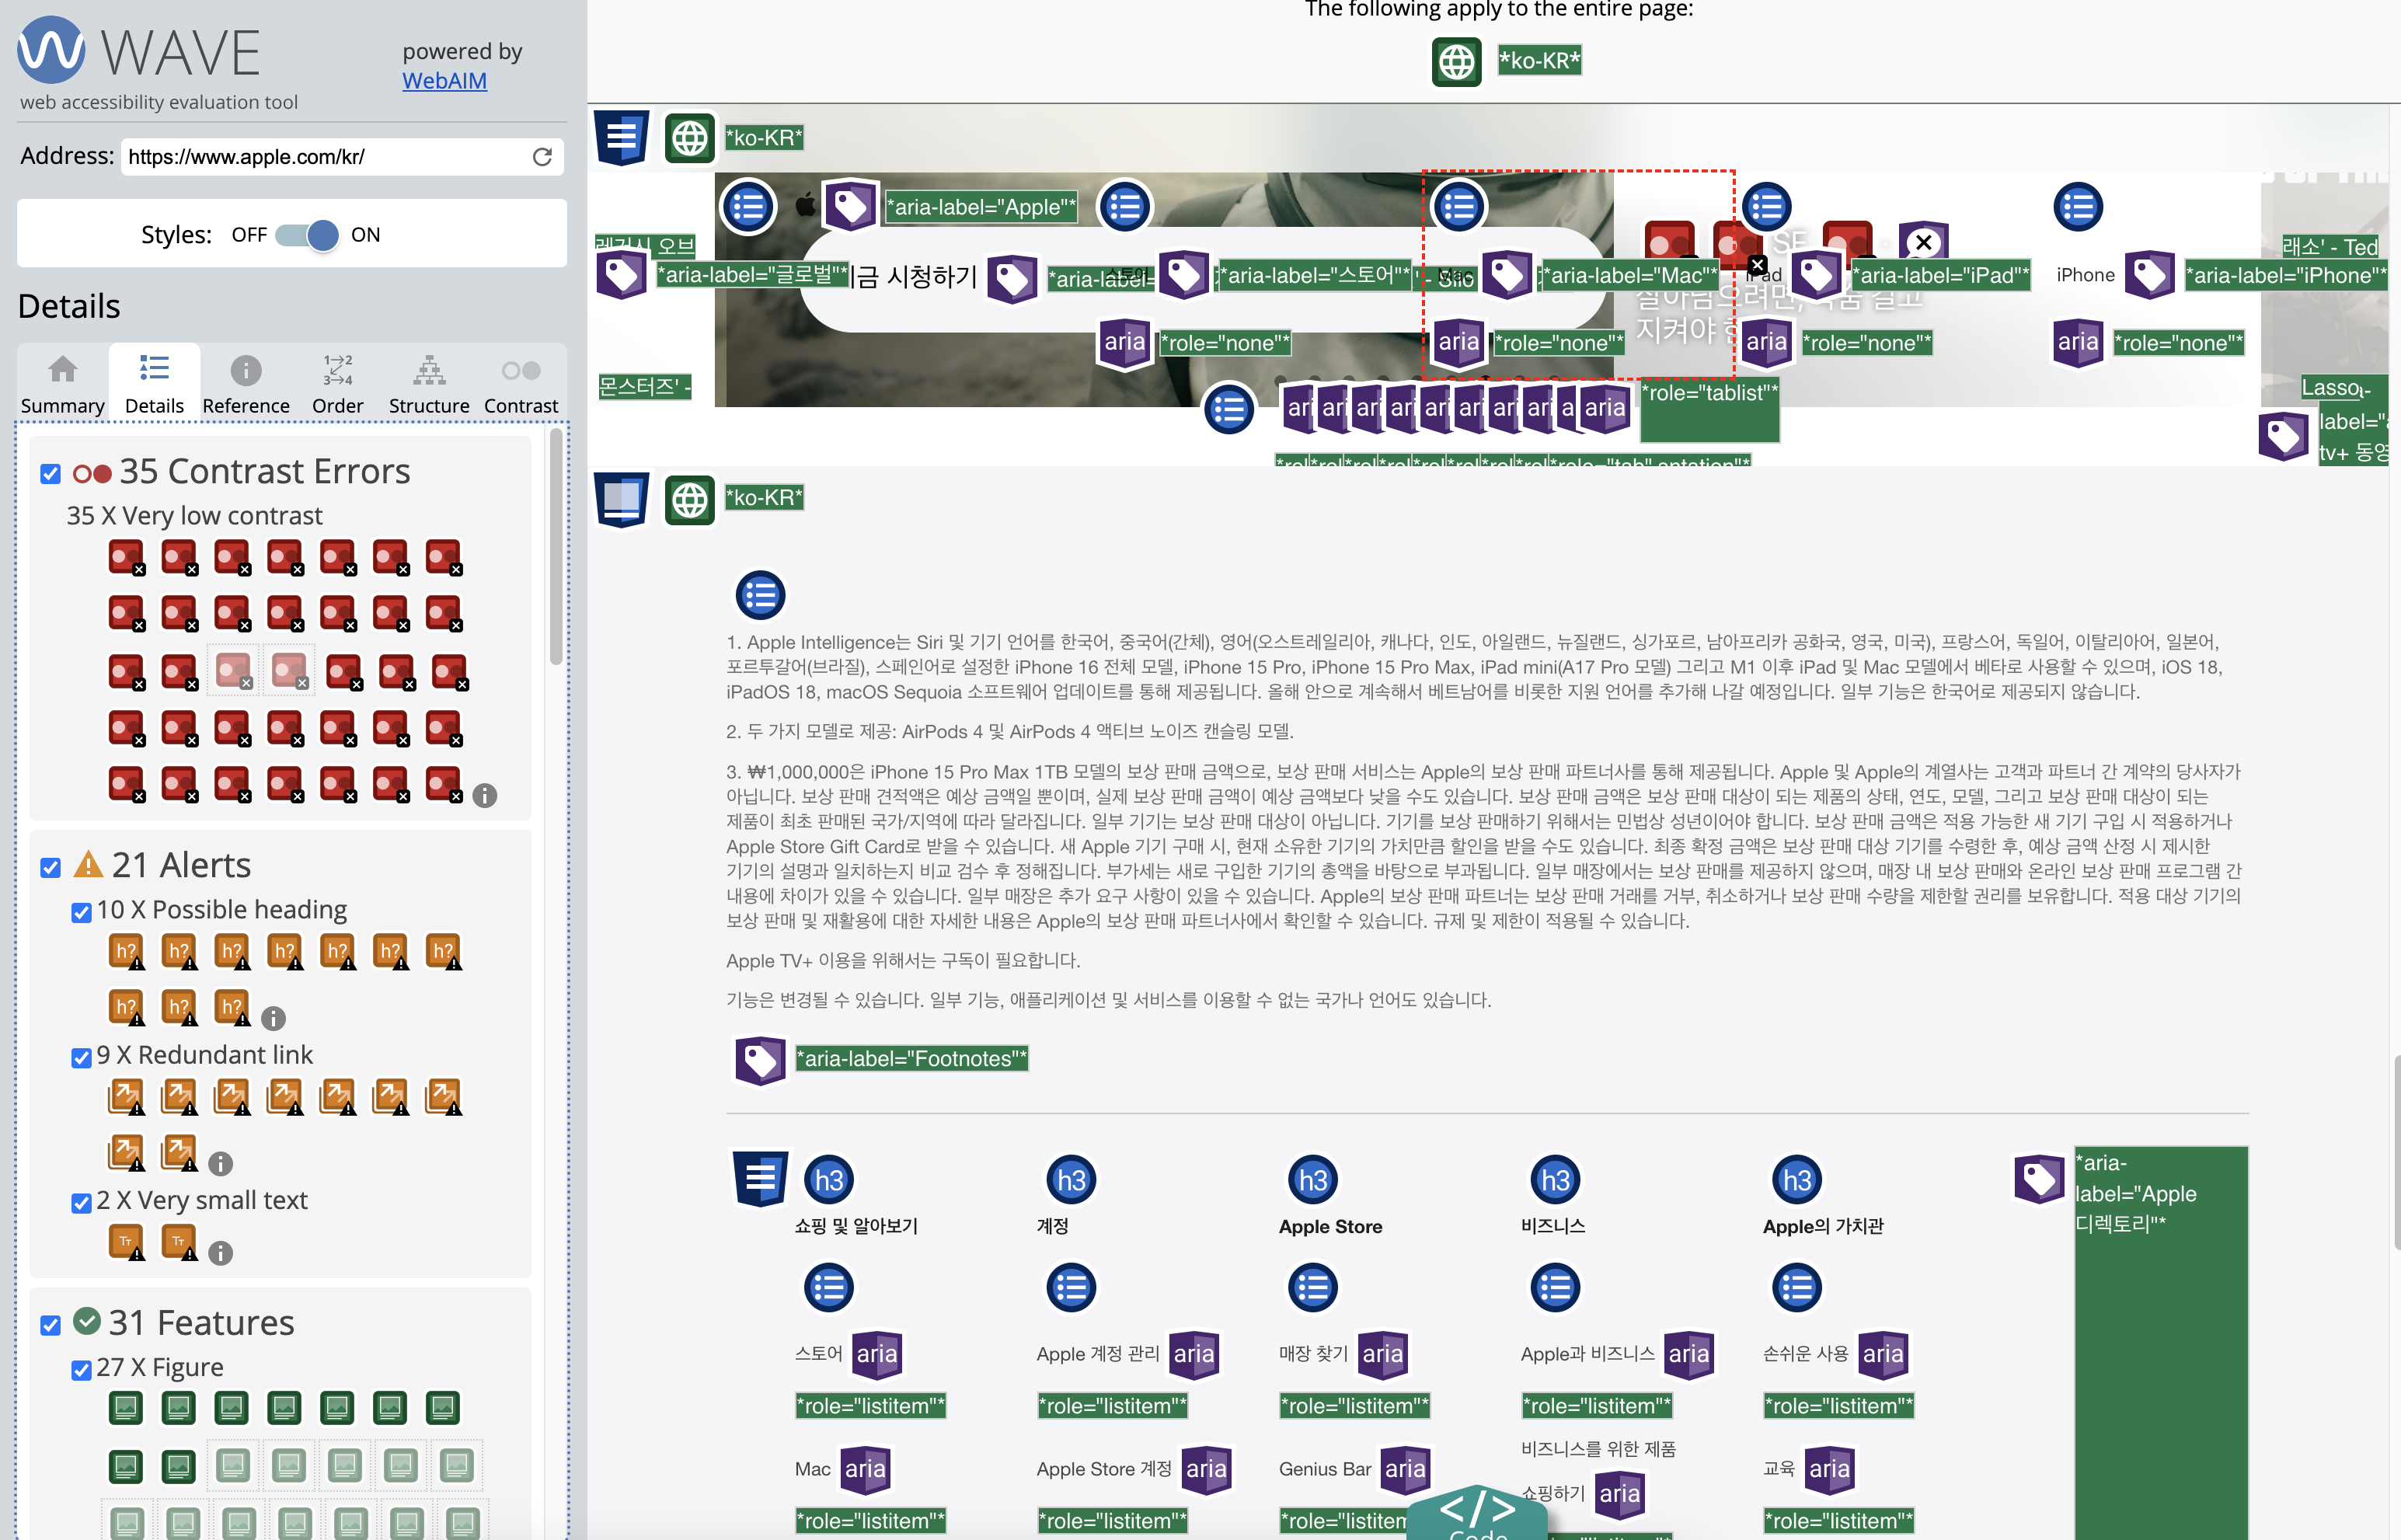 WAVE
powered by
WebAIM
web accessibility evaluation tool
Address: https://www.apple.com/kr/
Styles: OFF ON
Details
Summary Details Reference Order Structure Contrast
35 Contrast Errors
35 X Very low contrast
21 Alerts
10 X Possible heading
9 X Redundant link
2 X Very small text
31 Features
27 X Figure
The following apply to the entire page:
*ko-KR*
*ko-KR*
*aria-label="Apple"*
*aria-label="글로벌"*
시청하기
*aria-label="스토어"*
*aria-label="Mac"*
iPad
*aria-label="iPad"*
iPhone
*aria-label="iPhone"*
래소' - Ted
지켜야
*role="none"*
*role="none"*
*role="none"*
*role="none"*
몬스터즈' -
*role="tablist"*
Lasso
tv+
*ko-KR*
1. Apple Intelligence는 Siri 및 기기 언어를 한국어, 중국어(간체), 영어(오스트레일리아, 캐나다, 인도, 아일랜드, 뉴질랜드, 싱가포르, 남아프리카 공화국, 영국, 미국), 프랑스어, 독일어, 이탈리아어, 일본어,
포르투갈어(브라질), 스페인어로 설정한 iPhone 16 전체 모델, iPhone 15 Pro, iPhone 15 Pro Max, iPad mini(A17 Pro 모델) 그리고 M1 이후 iPad 및 Mac 모델에서 베타로 사용할 수 있으며, iOS 18,
iPadOS 18, macOS Sequoia 소프트웨어 업데이트를 통해 제공됩니다. 올해 안으로 계속해서 베트남어를 비롯한 지원 언어를 추가해 나갈 예정입니다. 일부 기능은 한국어로 제공되지 않습니다.
2. 두 가지 모델로 제공: AirPods 4 및 AirPods 4 액티브 노이즈 캔슬링 모델.
3. ₩1,000,000은 iPhone 15 Pro Max 1TB 모델의 보상 판매 금액으로, 보상 판매 서비스는 Apple의 보상 판매 파트너사를 통해 제공됩니다. Apple 및 Apple의 계열사는 고객과 파트너 간 계약의 당사자가
아닙니다. 보상 판매 견적액은 예상 금액일 뿐이며, 실제 보상 판매 금액이 예상 금액보다 낮을 수도 있습니다. 보상 판매 금액은 보상 판매 대상이 되는 제품의 상태, 연도, 모델, 그리고 보상 판매 대상이 되는
제품이 최초 판매된 국가/지역에 따라 달라집니다. 일부 기기는 보상 판매 대상이 아닙니다. 기기를 보상 판매하기 위해서는 민법상 성년이어야 합니다. 보상 판매 금액은 적용 가능한 새 기기 구입 시 적용하거나
Apple Store Gift Card로 받을 수 있습니다. 새 Apple 기기 구매 시, 현재 소유한 기기의 가치만큼 할인을 받을 수도 있습니다. 최종 확정 금액은 보상 판매 대상 기기를 수령한 후, 예상 금액 산정 시 제시한
기기의 설명과 일치하는지 비교 검수 후 정해집니다. 부가세는 새로 구입한 기기의 총액을 바탕으로 부과됩니다. 일부 매장에서는 보상 판매를 제공하지 않으며, 매장 내 보상 판매와 온라인 보상 판매 프로그램 간
내용에 차이가 있을 수 있습니다. 일부 매장은 추가 요구 사항이 있을 수 있습니다. Apple의 보상 판매 파트너는 보상 판매 거래를 거부, 취소하거나 보상 판매 수량을 제한할 권리를 보유합니다. 적용 대상 기기의
보상 판매 및 재활용에 대한 자세한 내용은 Apple의 보상 판매 파트너사에서 확인할 수 있습니다. 규제 및 제한이 적용될 수 있습니다.
Apple TV+ 이용을 위해서는 구독이 필요합니다.
기능은 변경될 수 있습니다. 일부 기능, 애플리케이션 및 서비스를 이용할 수 없는 국가나 언어도 있습니다.
*aria-label="Footnotes"*
h3 h3 h3 h3 h3
쇼핑 및 알아보기 계정 Apple Store 비즈니스 Apple의 가치관
*aria-
label="Apple
디렉토리"*
스토어 aria Apple 계정 관리 aria 매장 찾기 aria Apple과 비즈니스 aria 손쉬운 사용 aria
*role="listitem"* *role="listitem"* *role="listitem"* *role="listitem"* *role="listitem"*
Mac aria Apple Store 계정 aria Genius Bar aria 비즈니스를 위한 제품 교육 aria
쇼핑하기 aria
*role="listitem"* *role="listitem"* *role="listitem *role="listitem"*
</> Code